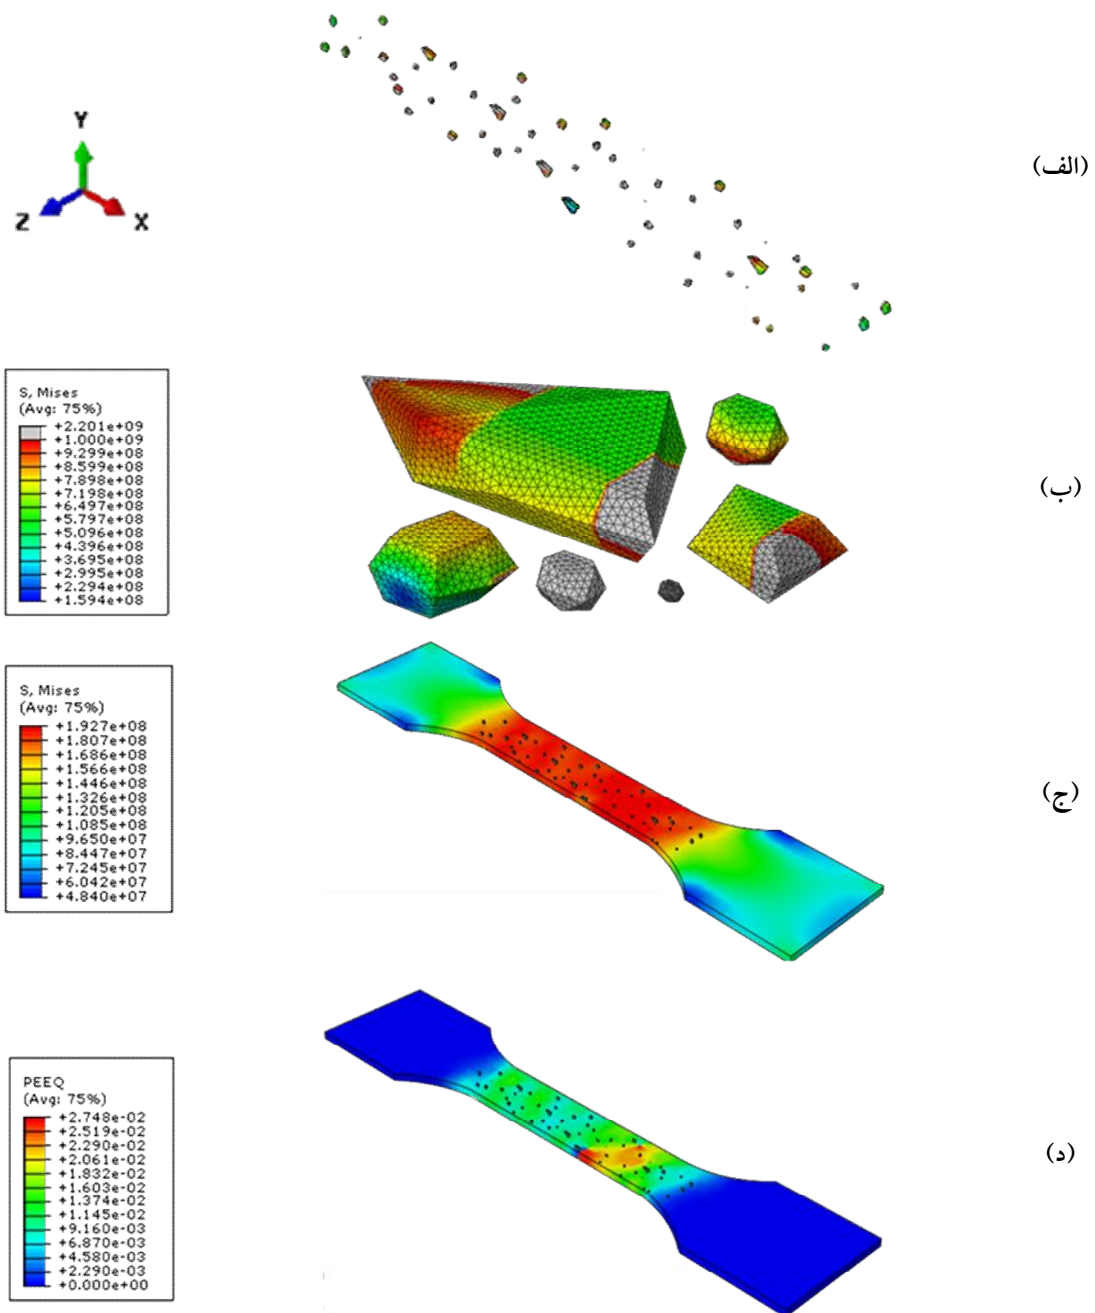 (الف)
Y
Z
X
S, Mises
(Avg: 75%)
+2.201e+09
+1.000e+09
+9.299e+08
+8.599e+08
+7.898e+08
+7.198e+08
+6.497e+08
+5.797e+08
+5.096e+08
+4.396e+08
+3.695e+08
+2.995e+08
+2.294e+08
+1.594e+08
(ب)
S, Mises
(Avg: 75%)
+1.927e+08
+1.807e+08
+1.686e+08
+1.566e+08
+1.446e+08
+1.326e+08
+1.205e+08
+1.085e+08
+9.650e+07
+8.447e+07
+7.245e+07
+6.042e+07
+4.840e+07
(ج)
PEEQ
(Avg: 75%)
+2.748e-02
+2.519e-02
+2.290e-02
+2.061e-02
+1.832e-02
+1.603e-02
+1.374e-02
+1.145e-02
+9.160e-03
+6.870e-03
+4.580e-03
+2.290e-03
+0.000e+00
(د)